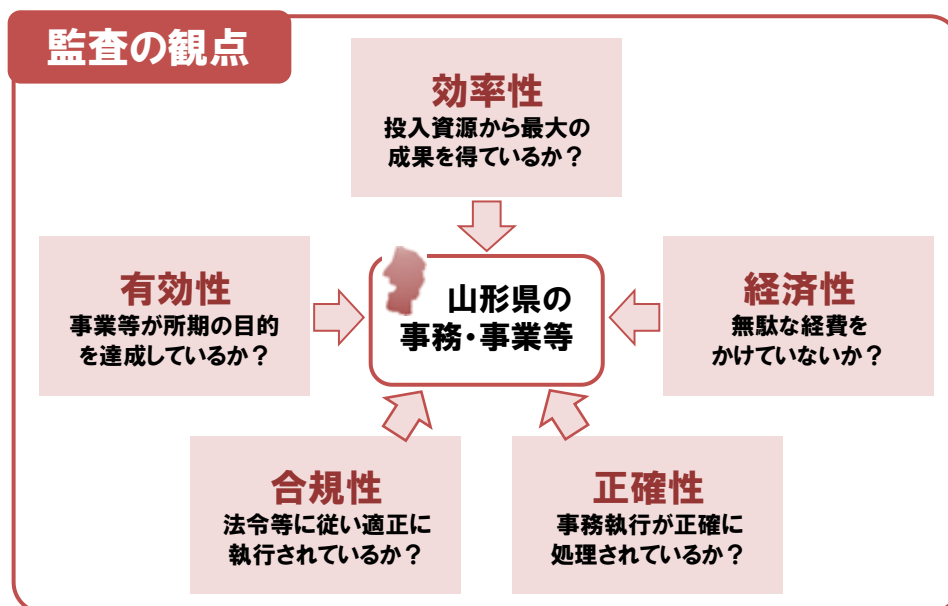 監査の観点
効率性
投入資源から最大の
成果を得ているか？
有効性
事業等が所期の目的
を達成しているか？
山形県の
事務・事業等
経済性
無駄な経費を
かけていないか？
合規性
法令等に従い適正に
執行されているか？
正確性
事務執行が正確に
処理されているか？